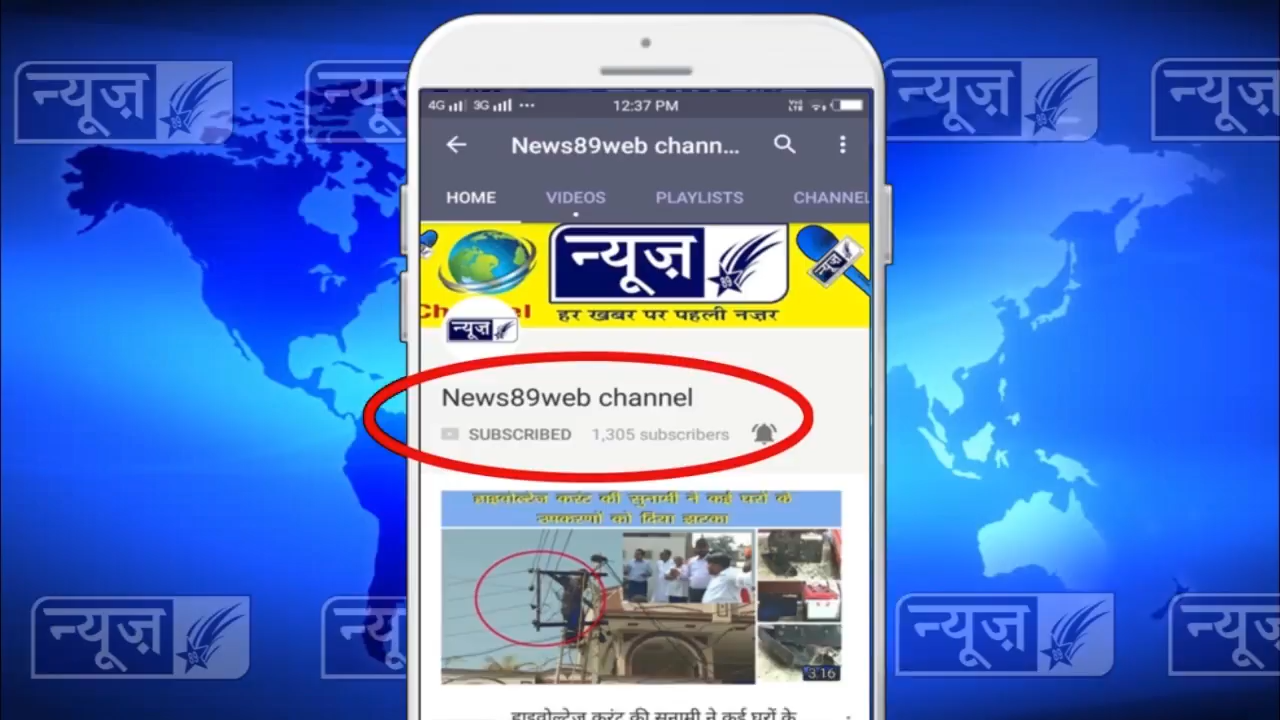 न्यूज़
न्यूज़
न्यूज़
न्यूज़
4G 3G 12:37 PM
News89web chann...
HOME VIDEOS PLAYLISTS CHANNEL
न्यूज़ 89
न्यूज़
हर खबर पर पहली नज़र
न्यूज़
News89web channel
SUBSCRIBED 1,305 subscribers
हाइवोल्टेज करंट की सुनामी ने कई घरों के
उपकरणों को दिया झटका
3:16
हाइवोल्टेज करंट की सुनामी ने कई घरों के
न्यूज़
न्यूज़
न्यूज़